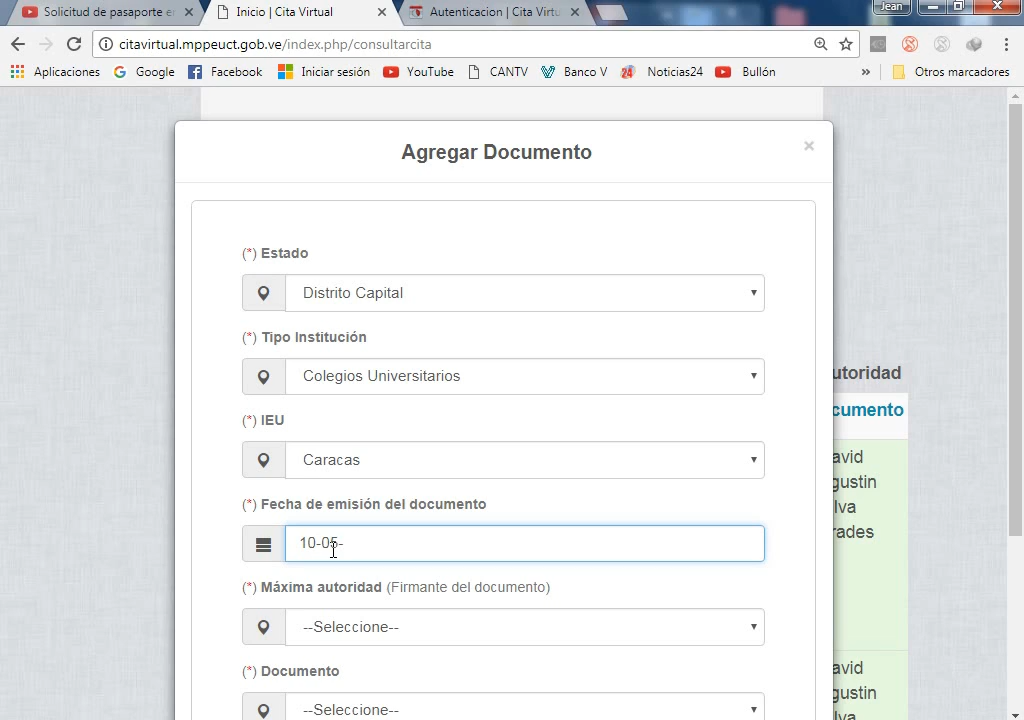 Solicitud de pasaporte e
Inicio | Cita Virtual
Autenticacion | Cita Virtu
Jean
citavirtual.mppeuct.gob.ve/index.php/consultarcita
Aplicaciones
Google
Facebook
Iniciar sesión
YouTube
CANTV
Banco V
24
Noticias24
Bullón
»
Otros marcadores
Agregar Documento
×
(*) Estado
Distrito Capital
(*) Tipo Institución
Colegios Universitarios
(*) IEU
Caracas
(*) Fecha de emisión del documento
10-05-
(*) Máxima autoridad (Firmante del documento)
--Seleccione--
(*) Documento
--Seleccione--
utoridad
cumento
avid
gustin
lva
rades
avid
gustin
lva